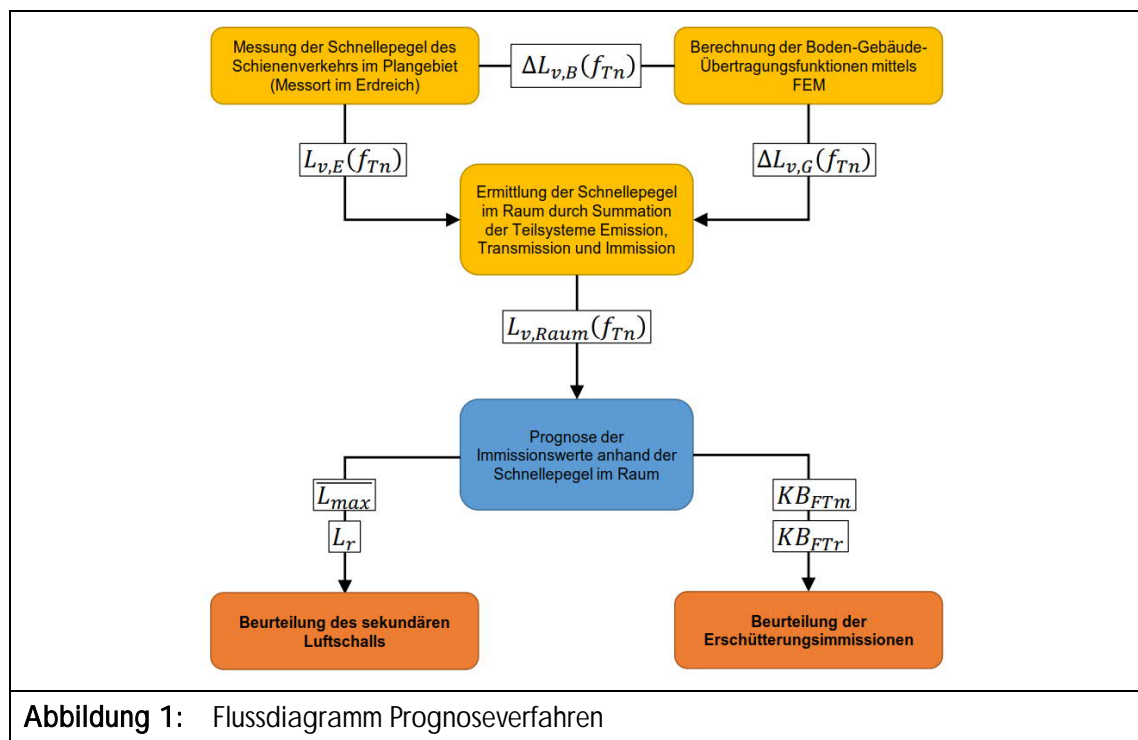 Messung der Schnellepegel des
Schienenverkehrs im Plangebiet
(Messort im Erdreich)
ΔL_{v,B}(f_{Tn})
Berechnung der Boden-Gebäude-
Übertragungsfunktionen mittels
FEM
L_{v,E}(f_{Tn})
ΔL_{v,G}(f_{Tn})
Ermittlung der Schnellepegel
im Raum durch Summation
der Teilsysteme Emission,
Transmission und Immission
L_{v,Raum}(f_{Tn})
Prognose der
Immissionswerte anhand der
Schnellepegel im Raum
\overline{L_{max}}
L_r
KB_{FTm}
KB_{FTr}
Beurteilung des sekundären
Luftschalls
Beurteilung der
Erschütterungsimmissionen
Abbildung 1: Flussdiagramm Prognoseverfahren